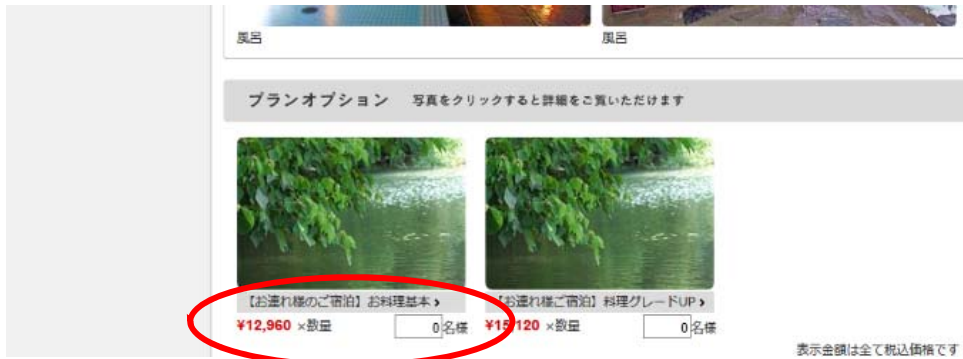 風呂
風呂
プランオプション 写真をクリックすると詳細をご覧いただけます
【お連れ様のご宿泊】お料理基本 ›
【お連れ様ご宿泊】料理グレードUP ›
¥12,960 ×数量 0 名様
¥15,120 ×数量 0 名様
表示金額は全て税込価格です